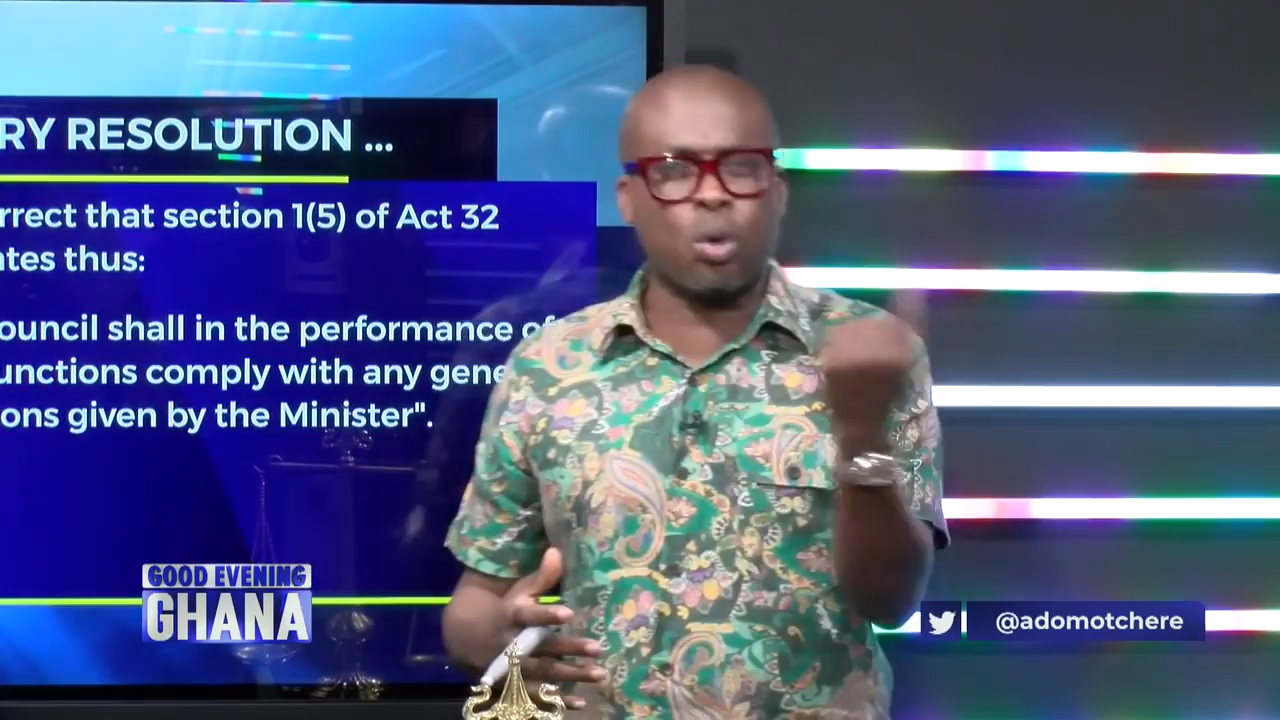 RY RESOLUTION ...
rrect that section 1(5) of Act 32
ates thus:
ouncil shall in the performance of
unctions comply with any gene
ons given by the Minister".
GOOD EVENING
GHANA
@adomotchere